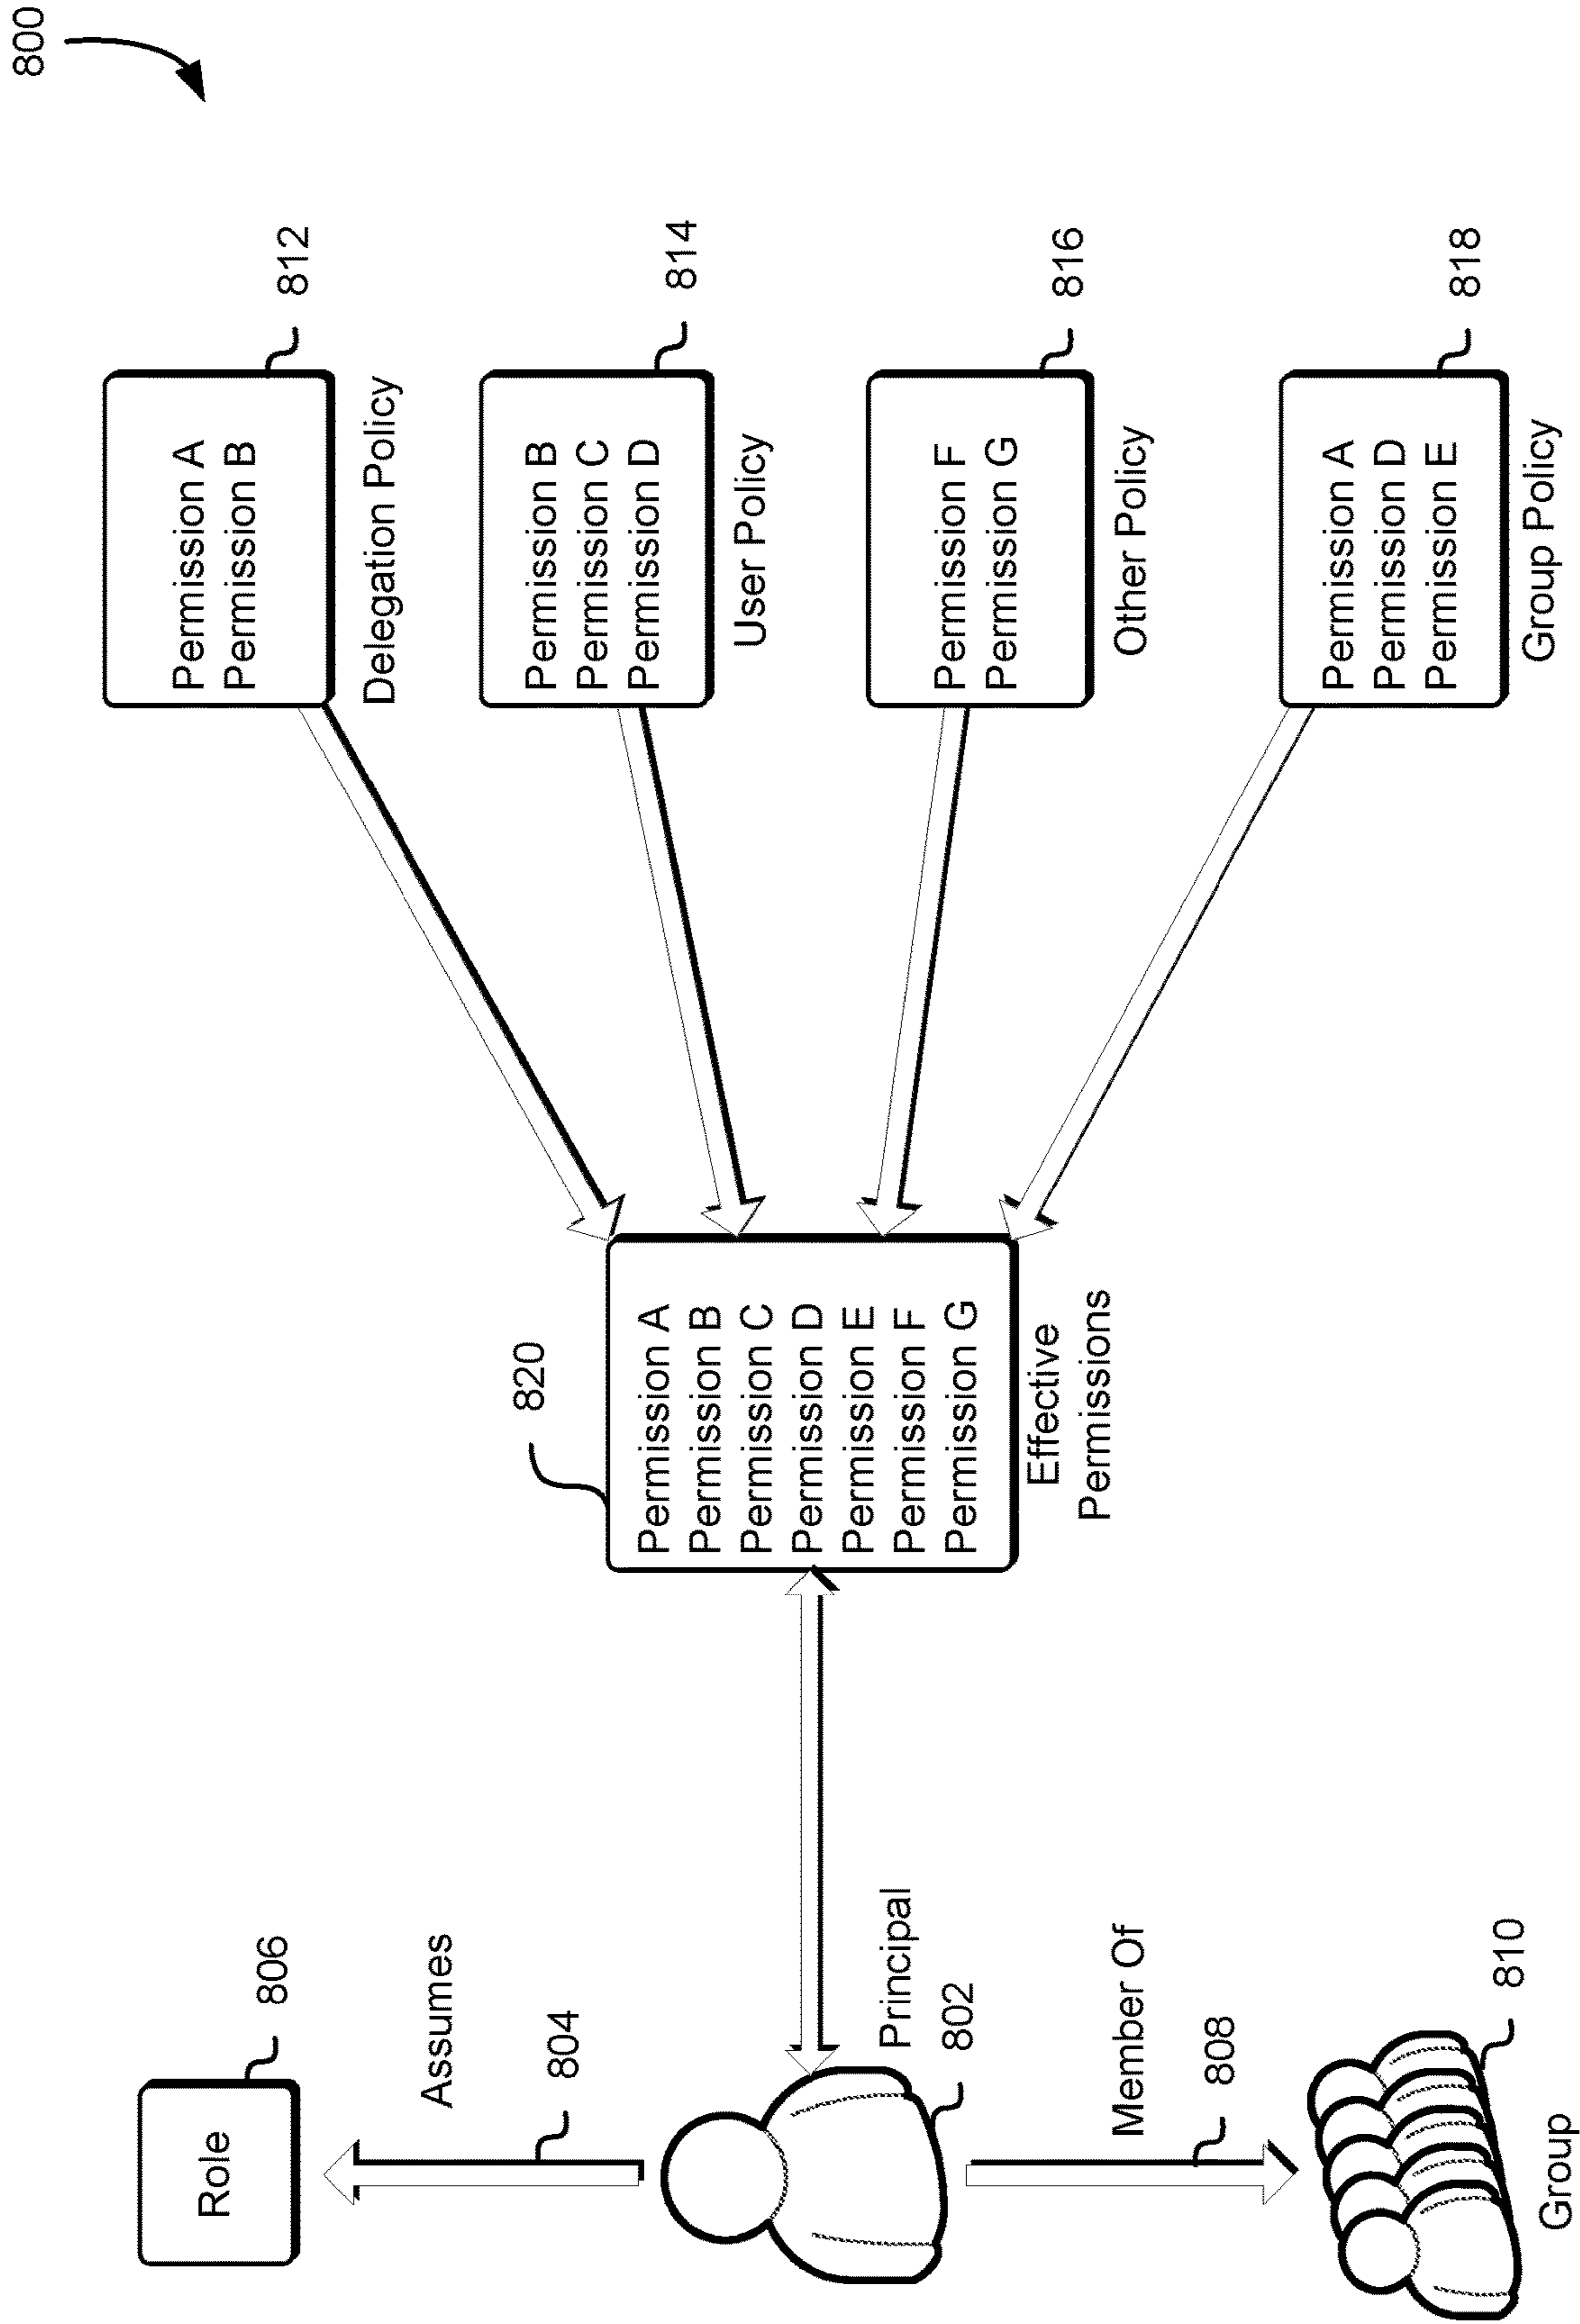 800
Role
806
Assumes
804
Principal
802
Member Of
808
810
Group
820
Permission A
Permission B
Permission C
Permission D
Permission E
Permission F
Permission G
Effective
Permissions
Permission A
Permission B
812
Delegation Policy
Permission B
Permission C
Permission D
814
User Policy
Permission F
Permission G
816
Other Policy
Permission A
Permission D
Permission E
818
Group Policy